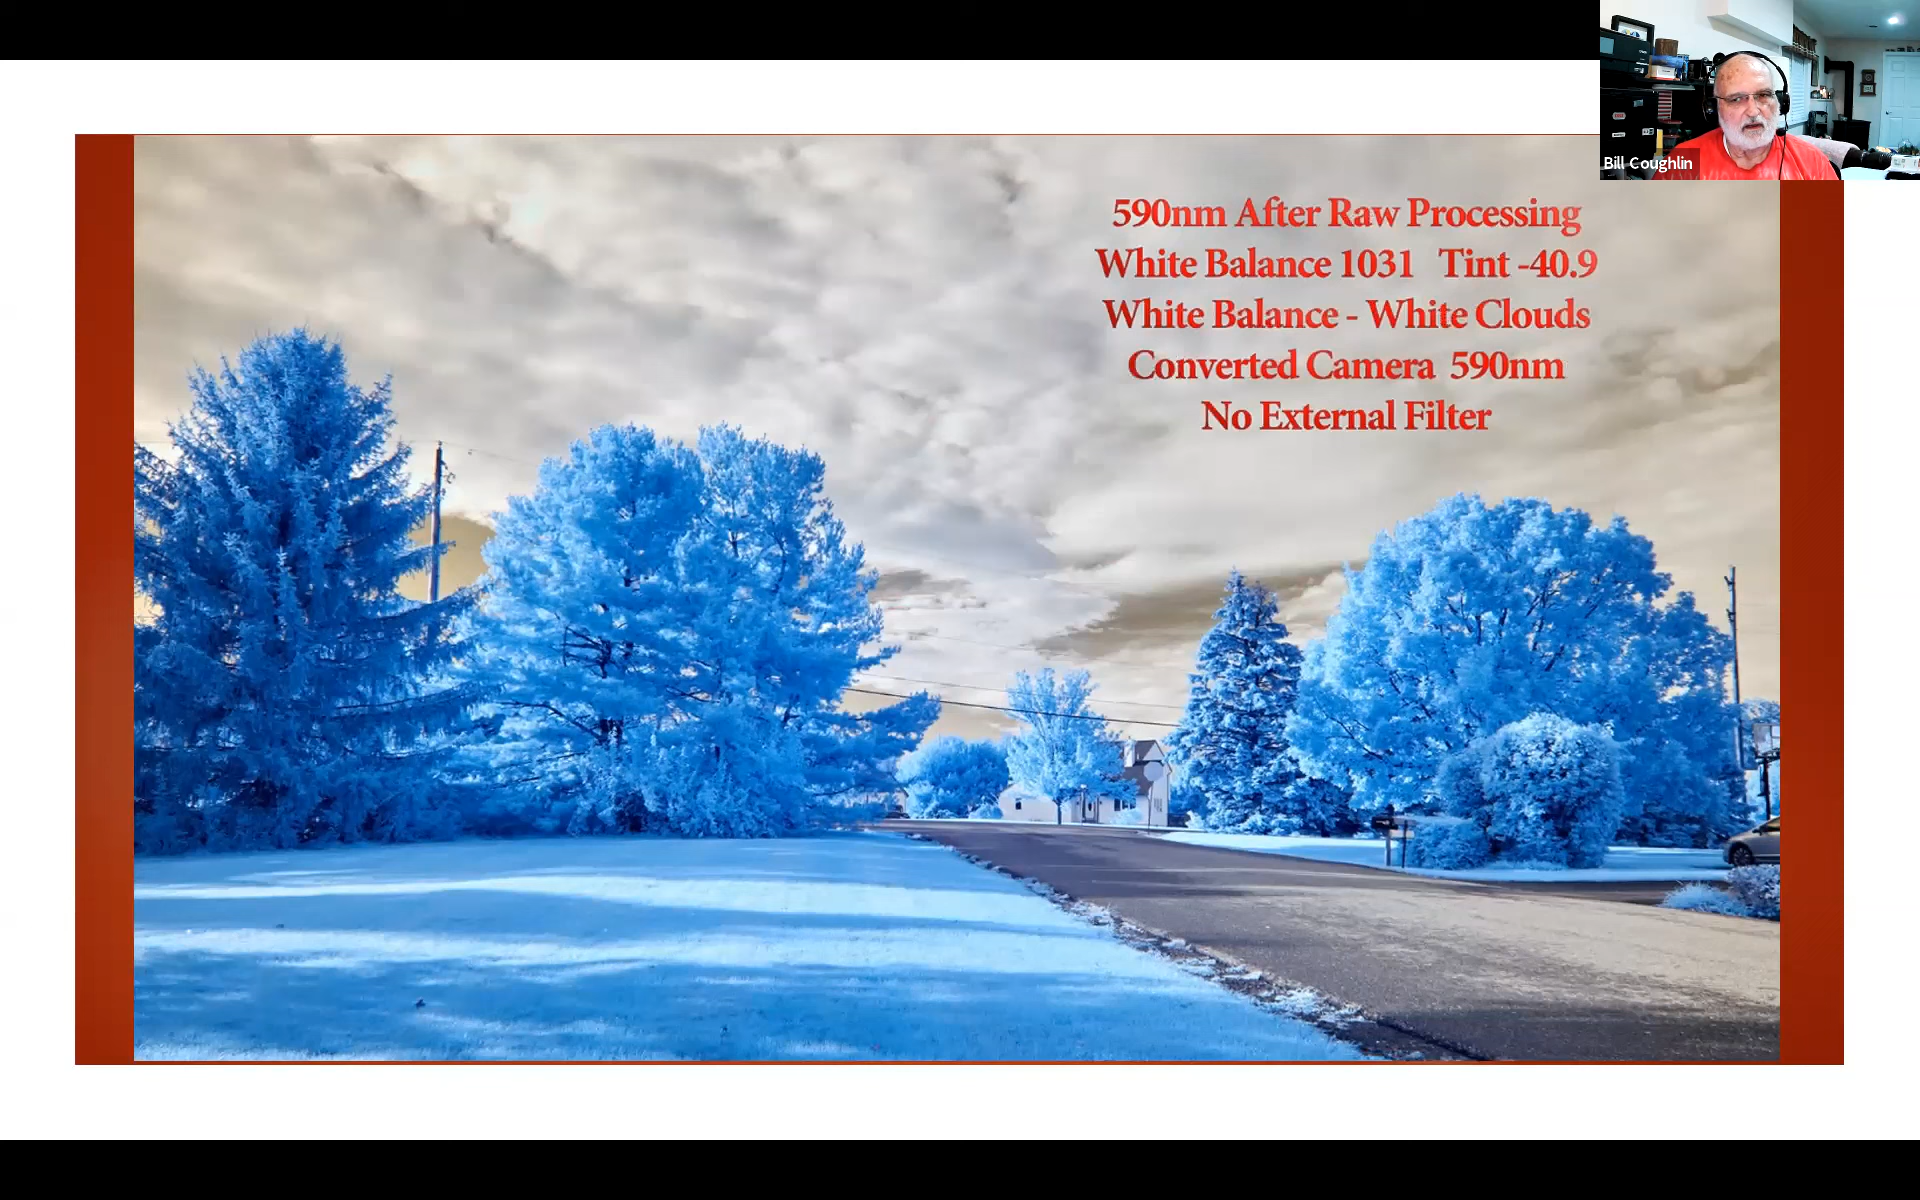 Bill Coughlin
590nm After Raw Processing
White Balance 1031 Tint -40.9
White Balance - White Clouds
Converted Camera 590nm
No External Filter